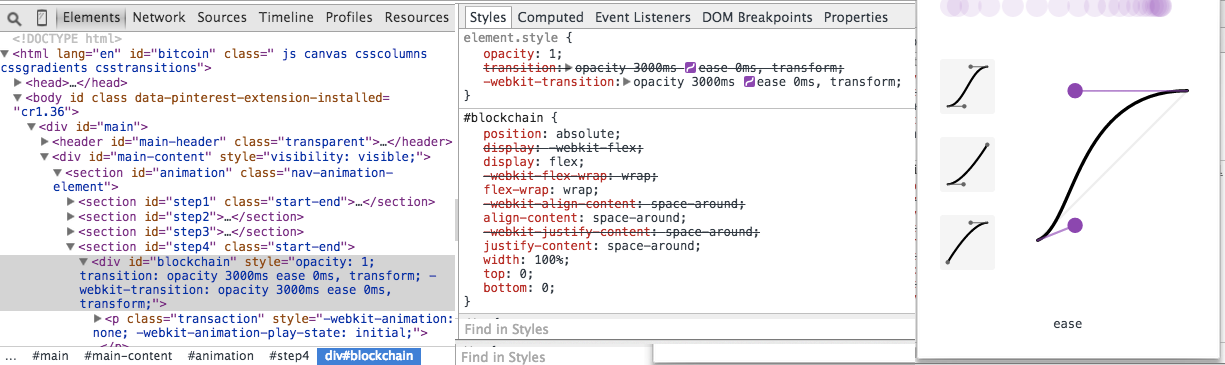 Elements Network Sources Timeline Profiles Resources
<!DOCTYPE html>
▼<html lang="en" id="bitcoin" class=" js canvas csscolumns
cssgradients csstransitions">
▶<head>…</head>
▼<body id class data-pinterest-extension-installed=
"cr1.36">
▼<div id="main">
▶<header id="main-header" class="transparent">…</header>
▼<div id="main-content" style="visibility: visible;">
▼<section id="animation" class="nav-animation-
element">
▶<section id="step1" class="start-end">…</section>
▶<section id="step2">…</section>
▶<section id="step3">…</section>
▼<section id="step4" class="start-end">
▼<div id="blockchain" style="opacity: 1;
transition: opacity 3000ms ease 0ms, transform; -
webkit-transition: opacity 3000ms ease 0ms,
transform;">
▶<p class="transaction" style="-webkit-animation:
none; -webkit-animation-play-state: initial;">
</p>
... #main #main-content #animation #step4 div#blockchain
Styles Computed Event Listeners DOM Breakpoints Properties
element.style {
opacity: 1;
transition:▶opacity 3000ms ease 0ms, transform;
-webkit-transition:▶opacity 3000ms ease 0ms, transform;
}
#blockchain {
position: absolute;
display: -webkit-flex;
display: flex;
-webkit-flex-wrap: wrap;
flex-wrap: wrap;
-webkit-align-content: space-around;
align-content: space-around;
-webkit-justify-content: space-around;
justify-content: space-around;
width: 100%;
top: 0;
bottom: 0;
}
Find in Styles
Find in Styles
ease